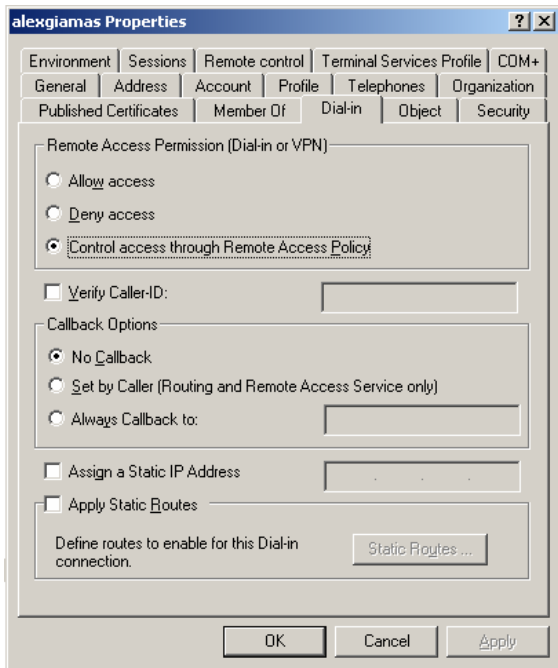 alexgiamas Properties
Environment Sessions Remote control Terminal Services Profile COM+
General Address Account Profile Telephones Organization
Published Certificates Member Of Dial-in Object Security
Remote Access Permission (Dial-in or VPN)
Allow access
Deny access
Control access through Remote Access Policy
Verify Caller-ID:
Callback Options
No Callback
Set by Caller (Routing and Remote Access Service only)
Always Callback to:
Assign a Static IP Address
Apply Static Routes
Define routes to enable for this Dial-in
connection.
Static Routes ...
OK Cancel Apply